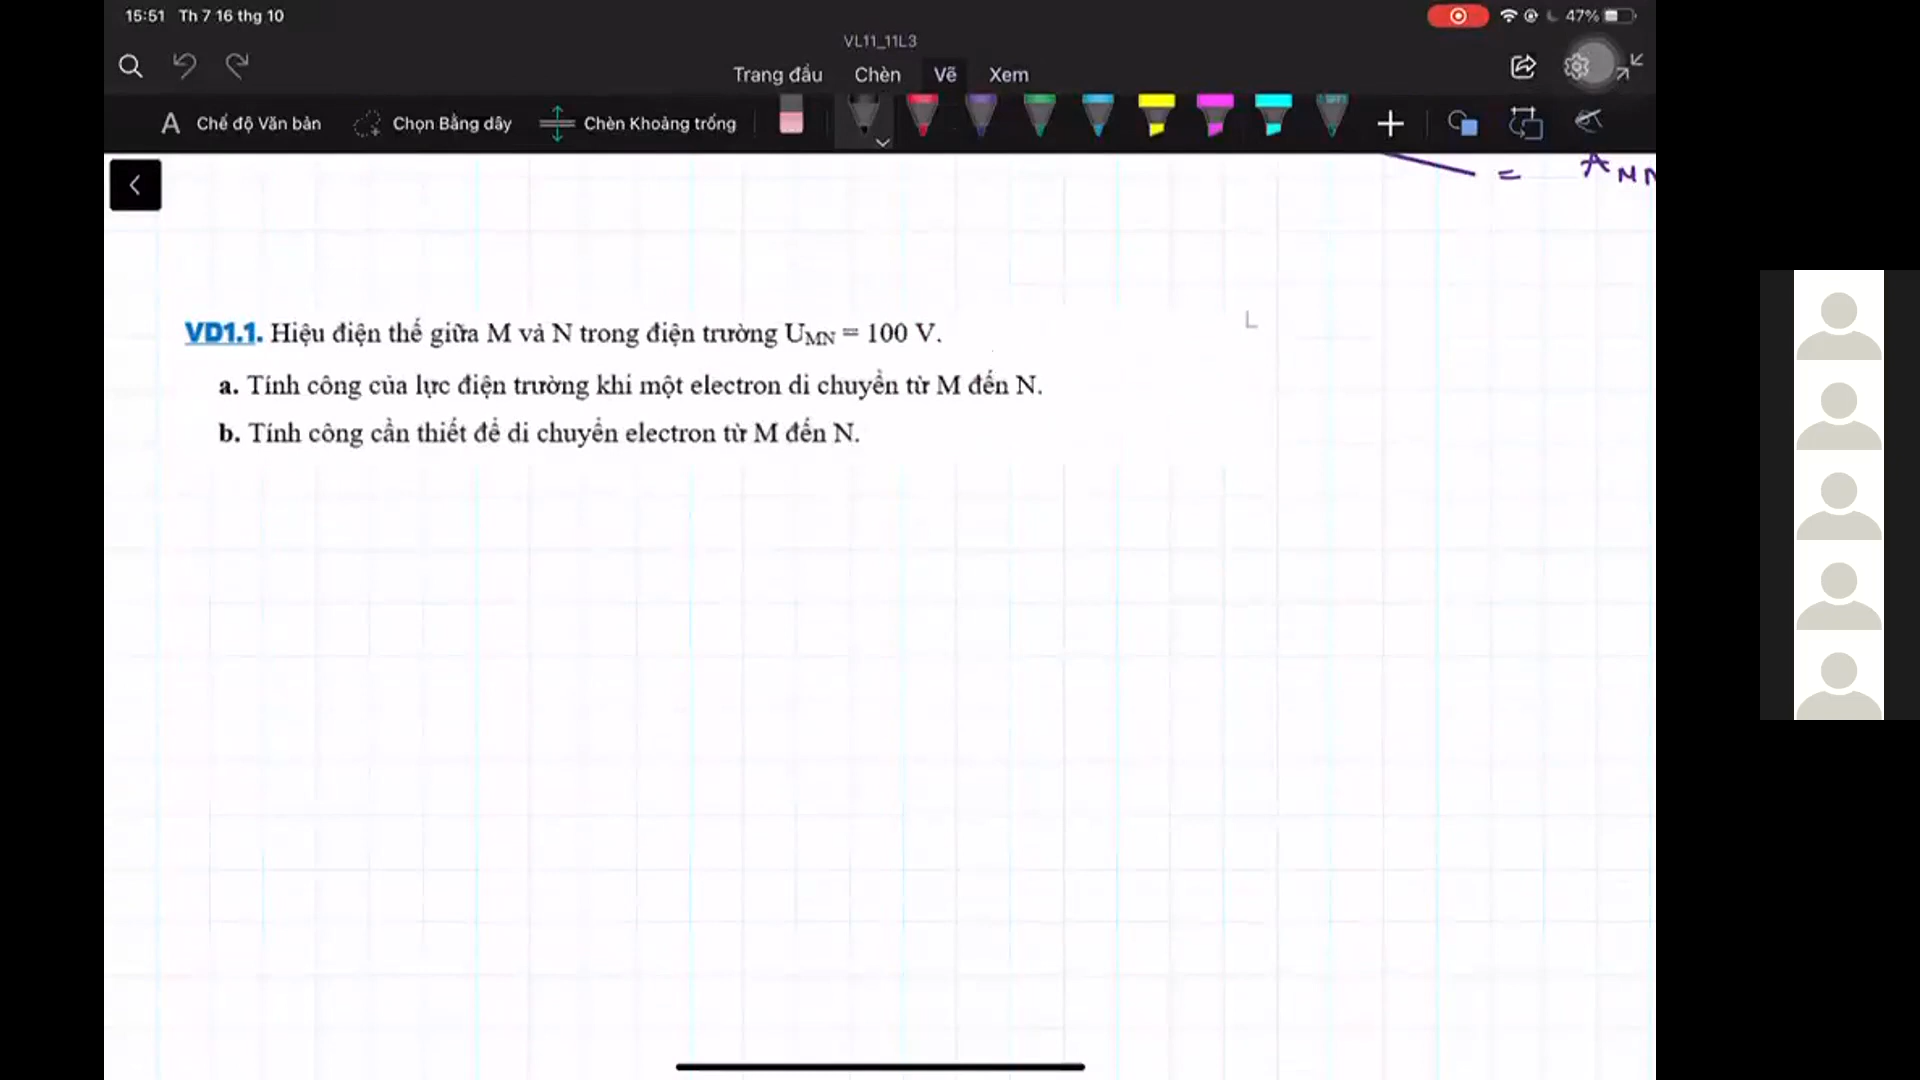 15:51 Th 7 16 thg 10
47%
VL11_11L3
Trang đầu Chèn Vẽ Xem
A Chế độ Văn bản Chọn Bằng dây Chèn Khoảng trống
= A MN
VD1.1. Hiệu điện thế giữa M và N trong điện trường UMN = 100 V.
a. Tính công của lực điện trường khi một electron di chuyển từ M đến N.
b. Tính công cần thiết để di chuyển electron từ M đến N.